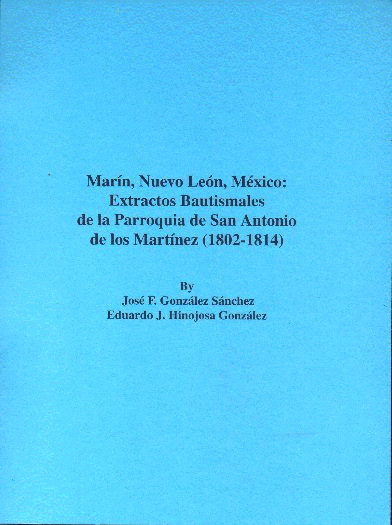 Marín, Nuevo León, México:
Extractos Bautismales
de la Parroquia de San Antonio
de los Martínez (1802-1814)
By
José F. González Sánchez
Eduardo J. Hinojosa González